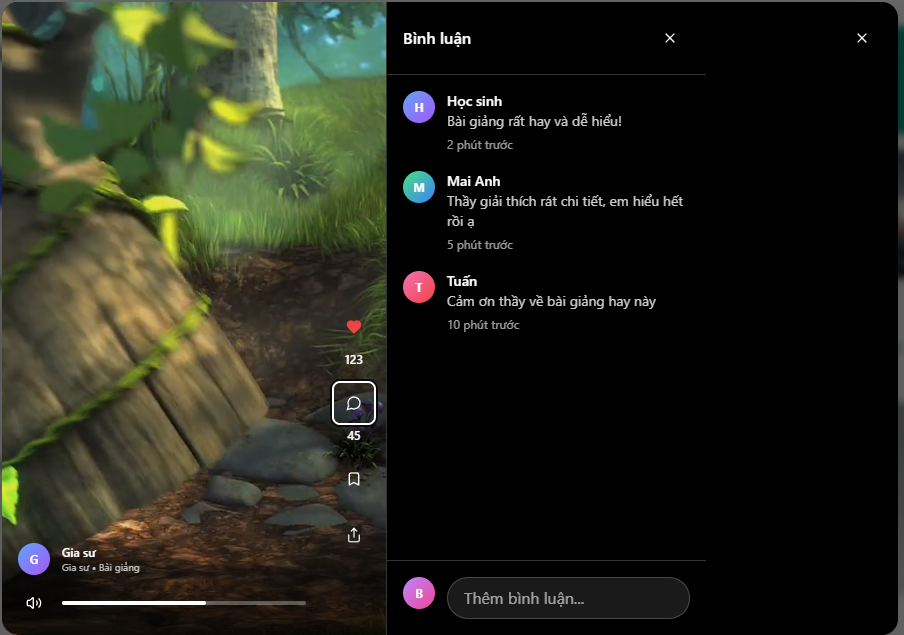 Bình luận
H
Học sinh
Bài giảng rất hay và dễ hiểu!
2 phút trước
M
Mai Anh
Thầy giải thích rát chi tiết, em hiểu hết
rồi ạ
5 phút trước
T
Tuấn
Cảm ơn thầy về bài giảng hay này
10 phút trước
123
45
G
Gia sư
Gia sư • Bài giảng
B
Thêm bình luận...